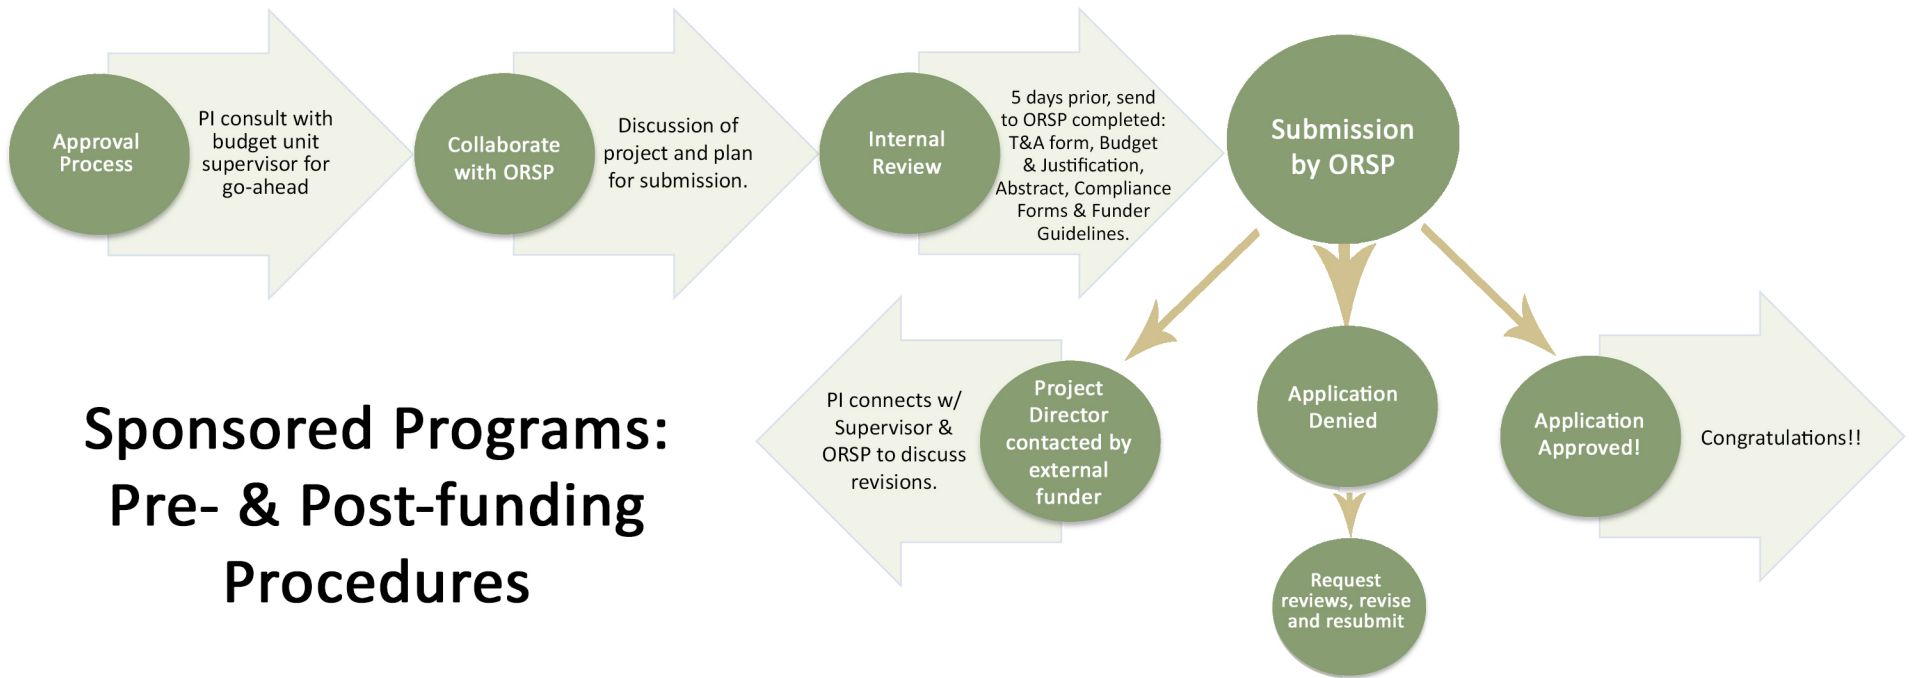 Approval
Process
PI consult with
budget unit
supervisor for
go-ahead
Collaborate
with ORSP
Discussion of
project and plan
for submission.
Internal
Review
5 days prior, send
to ORSP completed:
T&A form, Budget
& Justification,
Abstract, Compliance
Forms & Funder
Guidelines.
Submission
by ORSP
PI connects w/
Supervisor &
ORSP to discuss
revisions.
Project
Director
contacted by
external
funder
Application
Denied
Application
Approved!
Congratulations!!
Request
reviews, revise
and resubmit
Sponsored Programs:
Pre- & Post-funding
Procedures